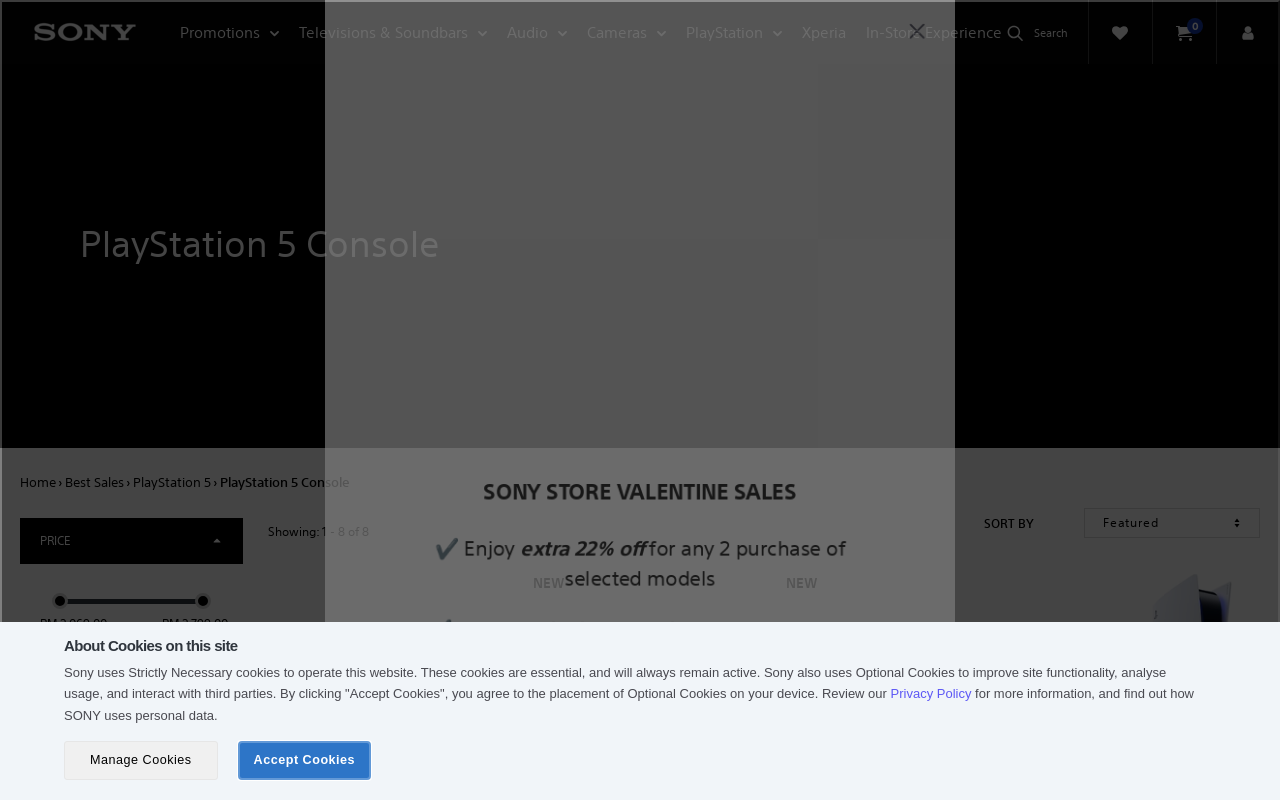 SONY
Promotions Televisions & Soundbars Audio Cameras PlayStation Xperia In-Store Experience Search 0
PlayStation 5 Console
Home › Best Sales › PlayStation 5 › PlayStation 5 Console
SONY STORE VALENTINE SALES
PRICE
Showing: 1 - 8 of 8
SORT BY Featured
✔ Enjoy extra 22% off for any 2 purchase of
selected models
NEW
NEW
About Cookies on this site
Sony uses Strictly Necessary cookies to operate this website. These cookies are essential, and will always remain active. Sony also uses Optional Cookies to improve site functionality, analyse
usage, and interact with third parties. By clicking "Accept Cookies", you agree to the placement of Optional Cookies on your device. Review our Privacy Policy for more information, and find out how
SONY uses personal data.
Manage Cookies Accept Cookies